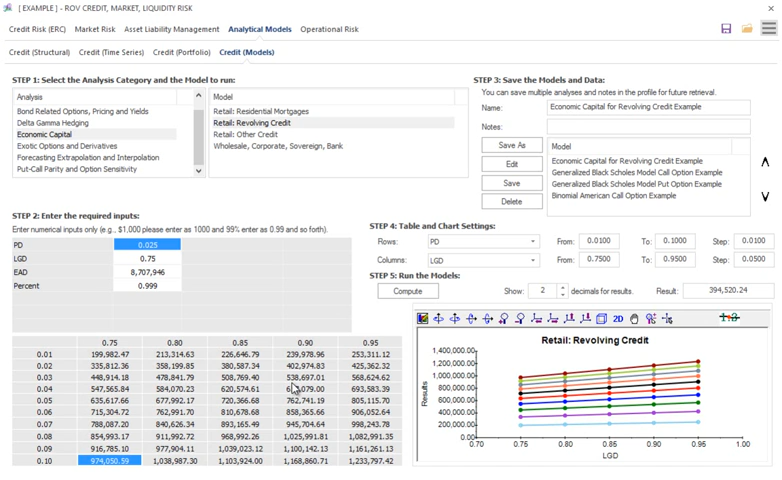 [ EXAMPLE ] - ROV CREDIT, MARKET, LIQUIDITY RISK
Credit Risk (ERC) Market Risk Asset Liability Management Analytical Models Operational Risk
Credit (Structural) Credit (Time Series) Credit (Portfolio) Credit (Models)
STEP 1: Select the Analysis Category and the Model to run:
Analysis
Bond Related Options, Pricing and Yields
Delta Gamma Hedging
Economic Capital
Exotic Options and Derivatives
Forecasting Extrapolation and Interpolation
Put-Call Parity and Option Sensitivity
Model
Retail: Residential Mortgages
Retail: Revolving Credit
Retail: Other Credit
Wholesale, Corporate, Sovereign, Bank
STEP 3: Save the Models and Data:
You can save multiple analyses and notes in the profile for future retrieval.
Name: Economic Capital for Revolving Credit Example
Notes:
Save As
Edit
Save
Delete
Model
Economic Capital for Revolving Credit Example
Generalized Black Scholes Model Call Option Example
Generalized Black Scholes Model Put Option Example
Binomial American Call Option Example
STEP 2: Enter the required inputs:
Enter numerical inputs only (e.g., $1,000 please enter as 1000 and 99% enter as 0.99 and so forth).
PD 0.025
LGD 0.75
EAD 8,707,946
Percent 0.999
STEP 4: Table and Chart Settings:
Rows: PD From: 0.0100 To: 0.1000 Step: 0.0100
Columns: LGD From: 0.7500 To: 0.9500 Step: 0.0500
STEP 5: Run the Models:
Compute Show: 2 decimals for results. Result: 394,520.24
0.75 0.80 0.85 0.90 0.95
0.01 199,982.47 213,314.63 226,646.79 239,978.96 253,311.12
0.02 335,812.36 358,199.85 380,587.34 402,974.83 425,362.32
0.03 448,914.18 478,841.79 508,769.40 538,697.01 568,624.62
0.04 547,565.84 584,070.23 620,574.61 079.00 693,583.39
0.05 635,617.66 677,992.17 720,366.68 762,741.19 805,115.70
0.06 715,304.72 762,991.70 810,678.68 858,365.66 906,052.64
0.07 788,087.20 840,626.34 893,165.49 945,704.64 998,243.78
0.08 854,993.17 911,992.72 968,992.26 1,025,991.81 1,082,991.35
0.09 916,785.10 977,904.11 1,039,023.12 1,100,142.13 1,161,261.13
0.10 974,050.59 1,038,987.30 1,103,924.00 1,168,860.71 1,233,797.42
2D
Retail: Revolving Credit
Results
1,400,000.00
1,200,000.00
1,000,000.00
800,000.00
600,000.00
400,000.00
200,000.00
0.00
0.70 0.75 0.80 0.85 0.90 0.95 1.00
LGD